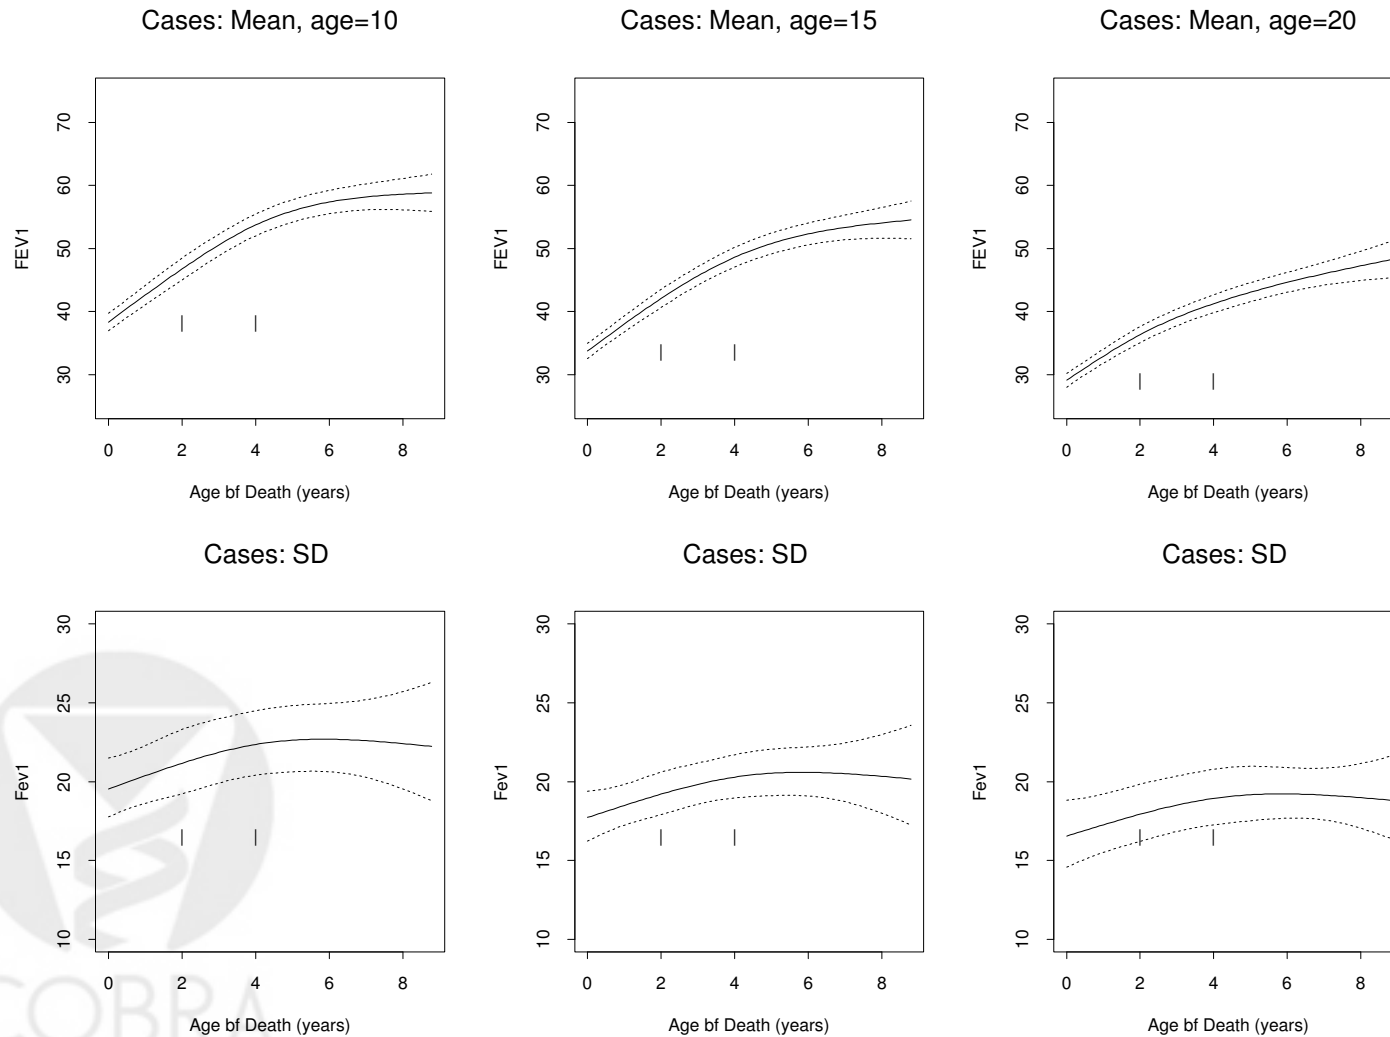 Cases: Mean, age=10
Cases: Mean, age=15
Cases: Mean, age=20
FEV1
30 40 50 60 70
0 2 4 6 8
Age bf Death (years)
FEV1
30 40 50 60 70
0 2 4 6 8
Age bf Death (years)
FEV1
30 40 50 60 70
0 2 4 6 8
Age bf Death (years)
Cases: SD
Cases: SD
Cases: SD
Fev1
10 15 20 25 30
0 2 4 6 8
Age bf Death (years)
Fev1
10 15 20 25 30
0 2 4 6 8
Age bf Death (years)
Fev1
10 15 20 25 30
0 2 4 6 8
Age bf Death (years)
COBRA